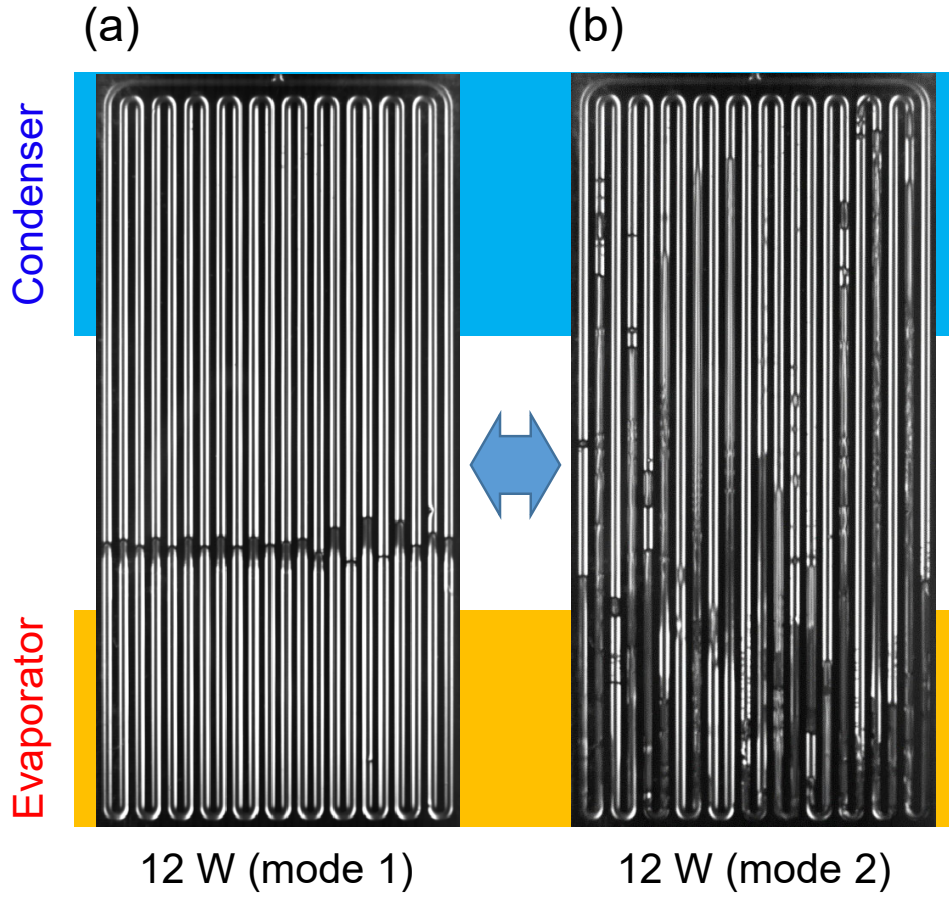 (a)
(b)
Condenser
Evaporator
12 W (mode 1)
12 W (mode 2)